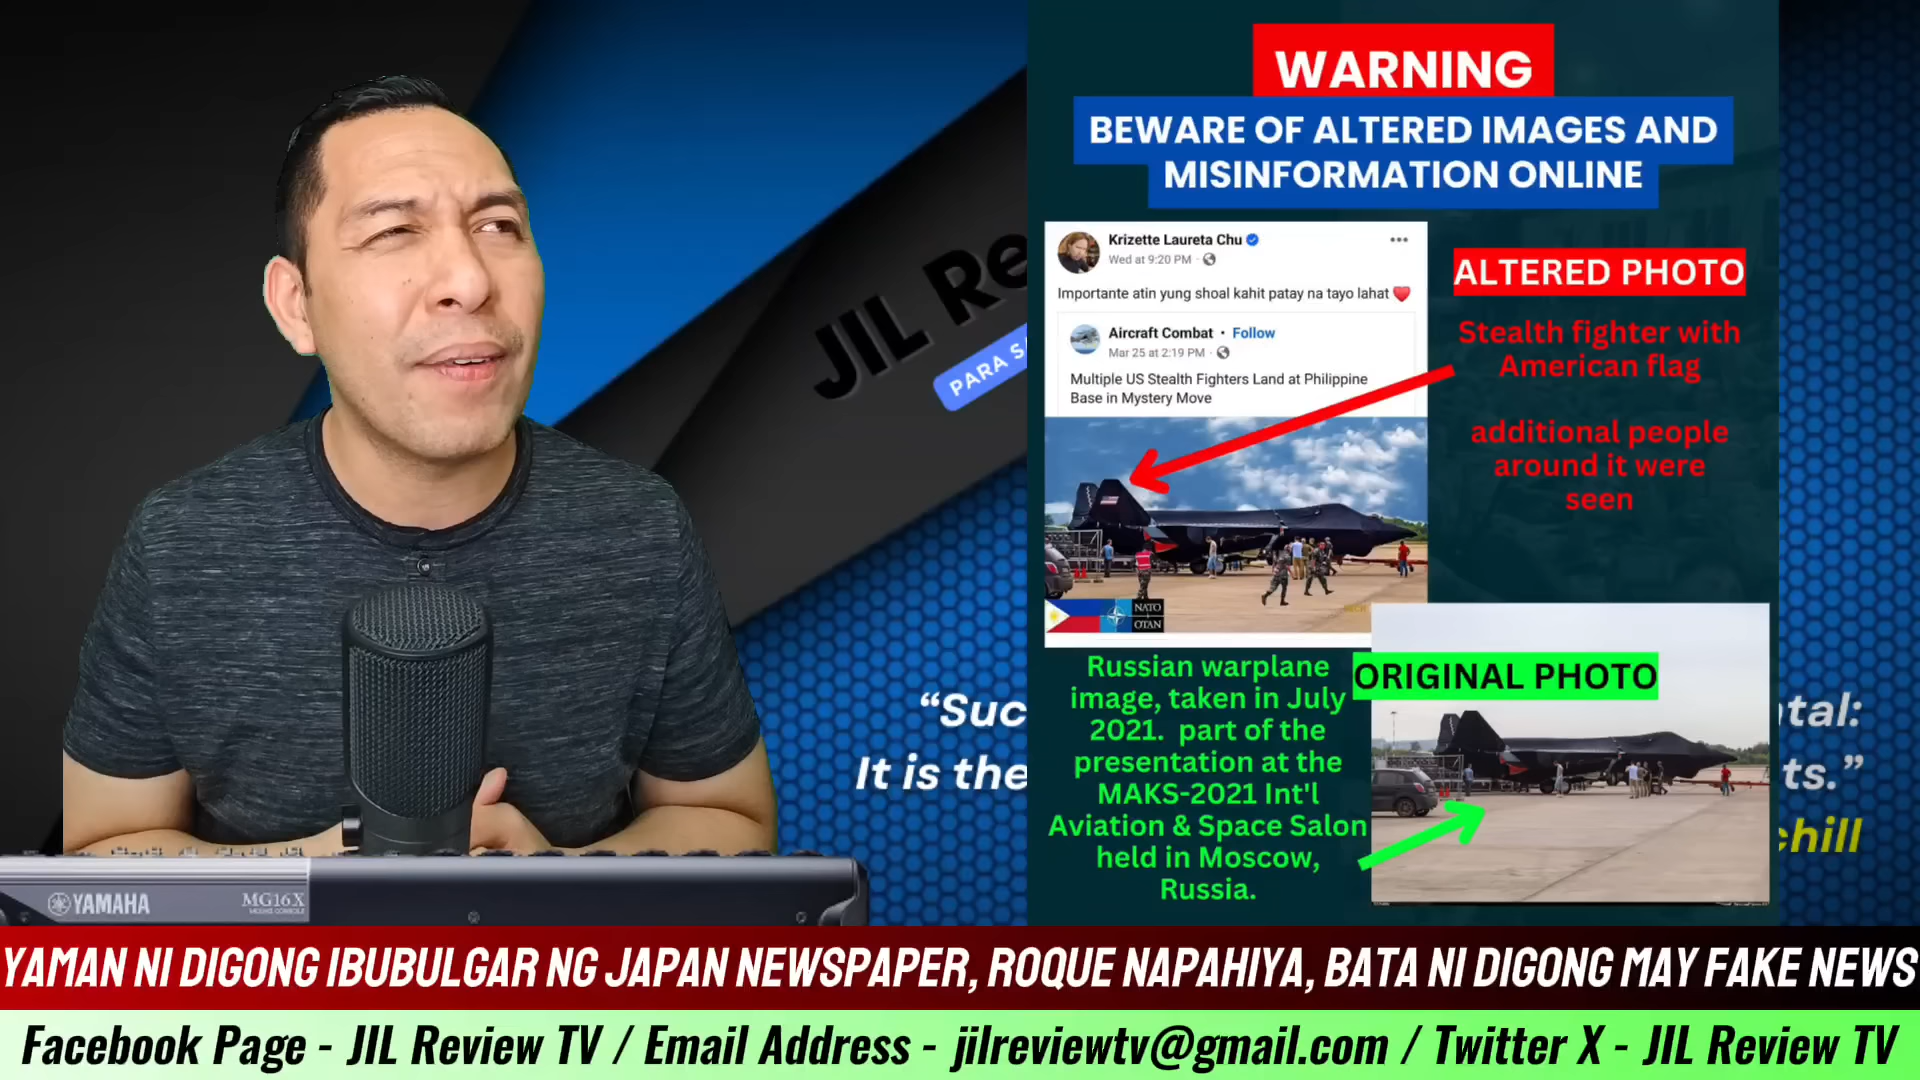 WARNING
BEWARE OF ALTERED IMAGES AND
MISINFORMATION ONLINE
Krizette Laureta Chu
Wed at 9:20 PM ·
Importante atin yung shoal kahit patay na tayo lahat
Aircraft Combat · Follow
Mar 25 at 2:19 PM ·
Multiple US Stealth Fighters Land at Philippine
Base in Mystery Move
NATO
OTAN
ALTERED PHOTO
Stealth fighter with
American flag
additional people
around it were
seen
ORIGINAL PHOTO
Russian warplane
image, taken in July
2021. part of the
presentation at the
MAKS-2021 Int'l
Aviation & Space Salon
held in Moscow,
Russia.
JIL Re
PARA S
“Suc
It is the
tal:
ts.”
chill
YAMAHA
MG16X
MIXING CONSOLE
YAMAN NI DIGONG IBUBULGAR NG JAPAN NEWSPAPER, ROQUE NAPAHIYA, BATA NI DIGONG MAY FAKE NEWS
Facebook Page - JIL Review TV / Email Address - jilreviewtv@gmail.com / Twitter X - JIL Review TV